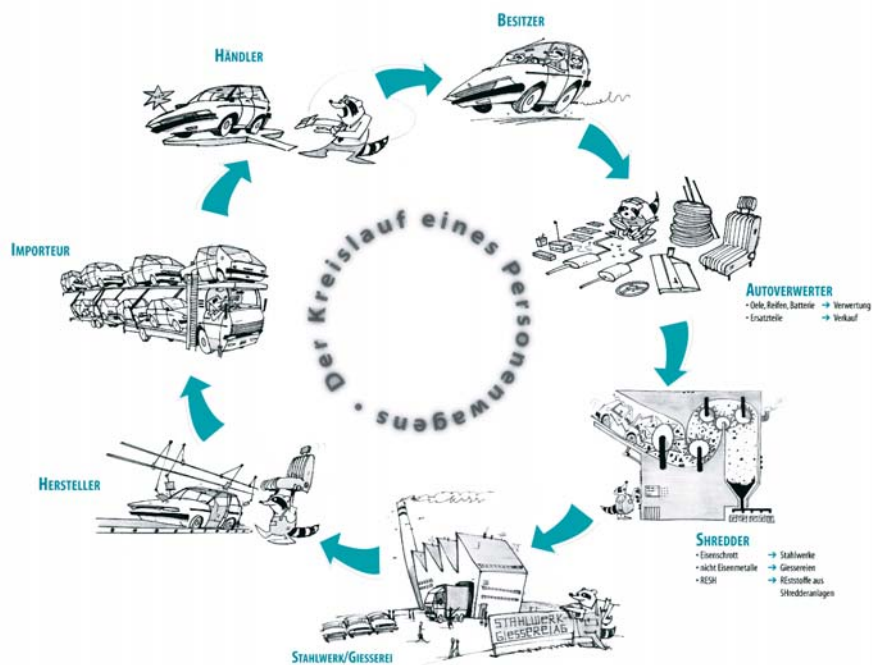 HÄNDLER
BESITZER
IMPORTEUR
AUTOVERWERTER
• Oele, Reifen, Batterie → Verwertung
• Ersatzteile → Verkauf
Der Kreislauf eines Personenwagens •
HERSTELLER
SHREDDER
• Eisenschrott → Stahlwerke
• nicht Eisenmetalle → Giessereien
• RESH → REststoffe aus
SHredderanlagen
STAHLWERK-
GIESSEREI AG
STAHLWERK/GIESSEREI